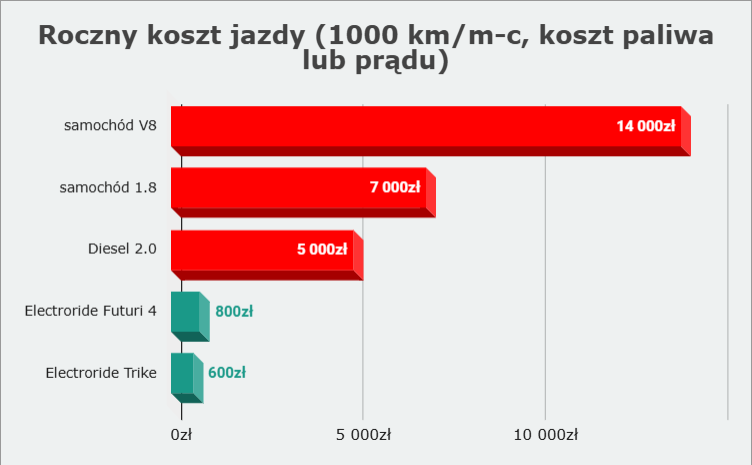 Roczny koszt jazdy (1000 km/m-c, koszt paliwa
lub prądu)
samochód V8
14 000zł
samochód 1.8
7 000zł
Diesel 2.0
5 000zł
Electroride Futuri 4
800zł
Electroride Trike
600zł
0zł
5 000zł
10 000zł